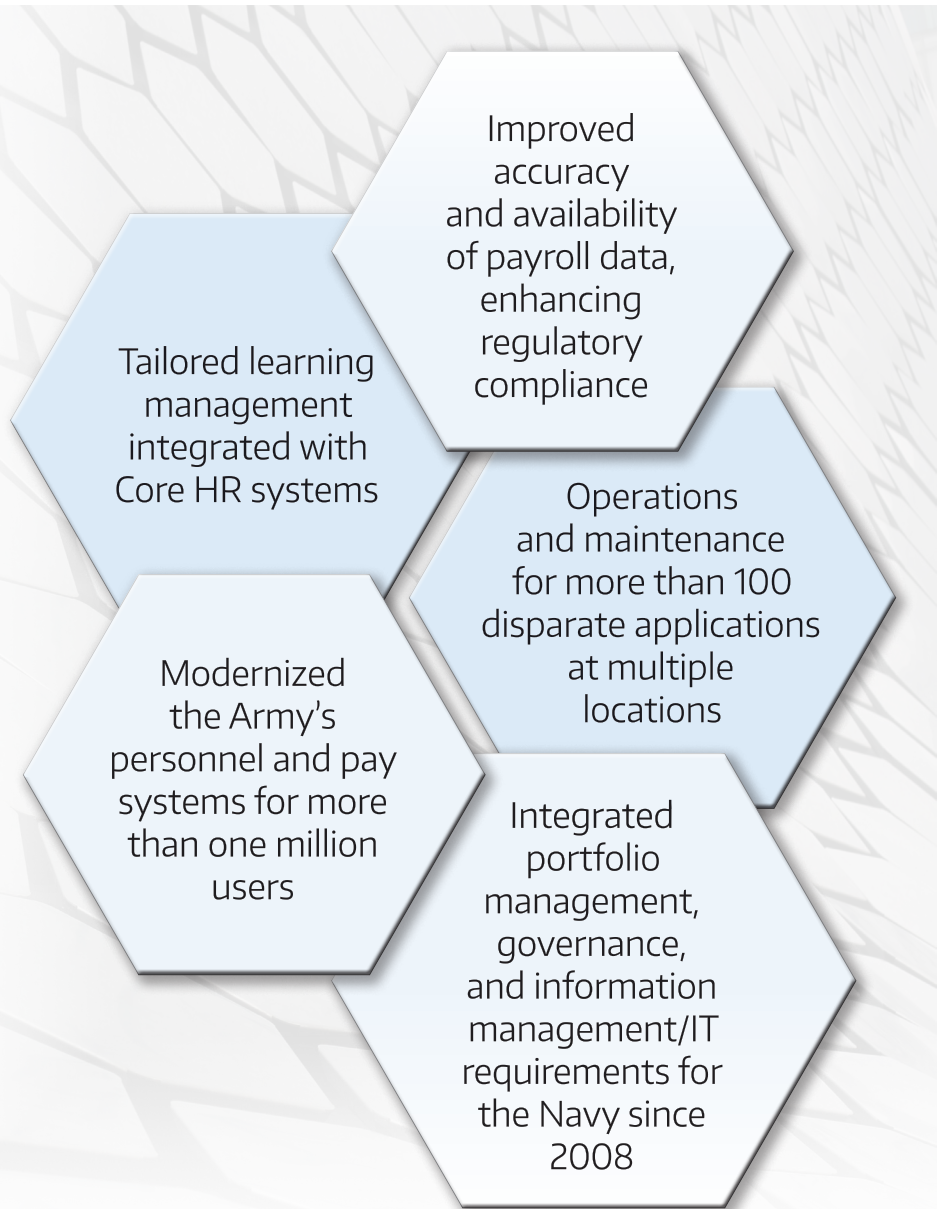 Improved
accuracy
and availability
of payroll data,
enhancing
regulatory
compliance
Tailored learning
management
integrated with
Core HR systems
Operations
and maintenance
for more than 100
disparate applications
at multiple
locations
Modernized
the Army’s
personnel and pay
systems for more
than one million
users
Integrated
portfolio
management,
governance,
and information
management/IT
requirements for
the Navy since
2008